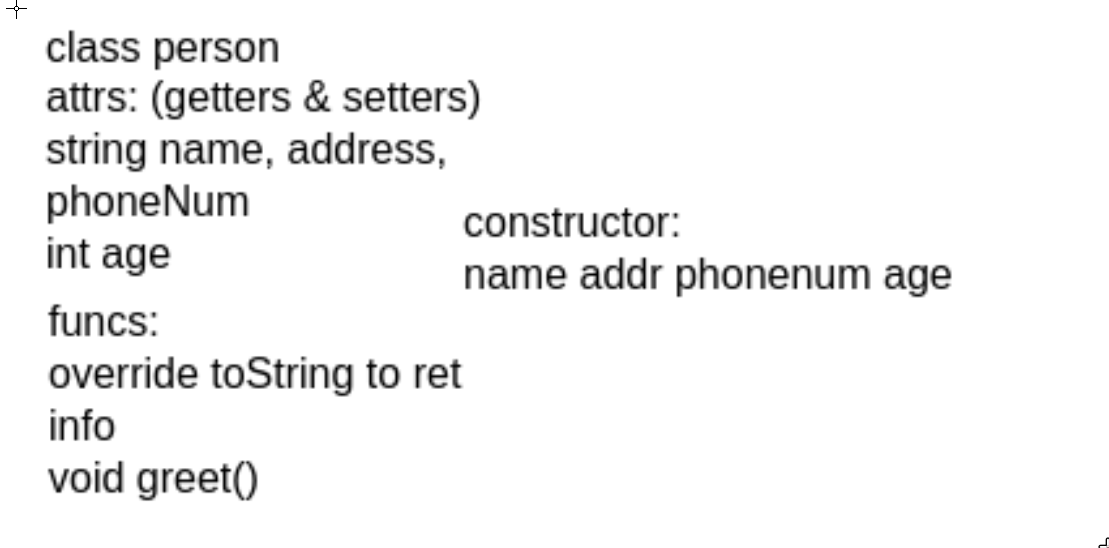 class person
attrs: (getters & setters)
string name, address,
phoneNum
int age
constructor:
name addr phonenum age
funcs:
override toString to ret
info
void greet()